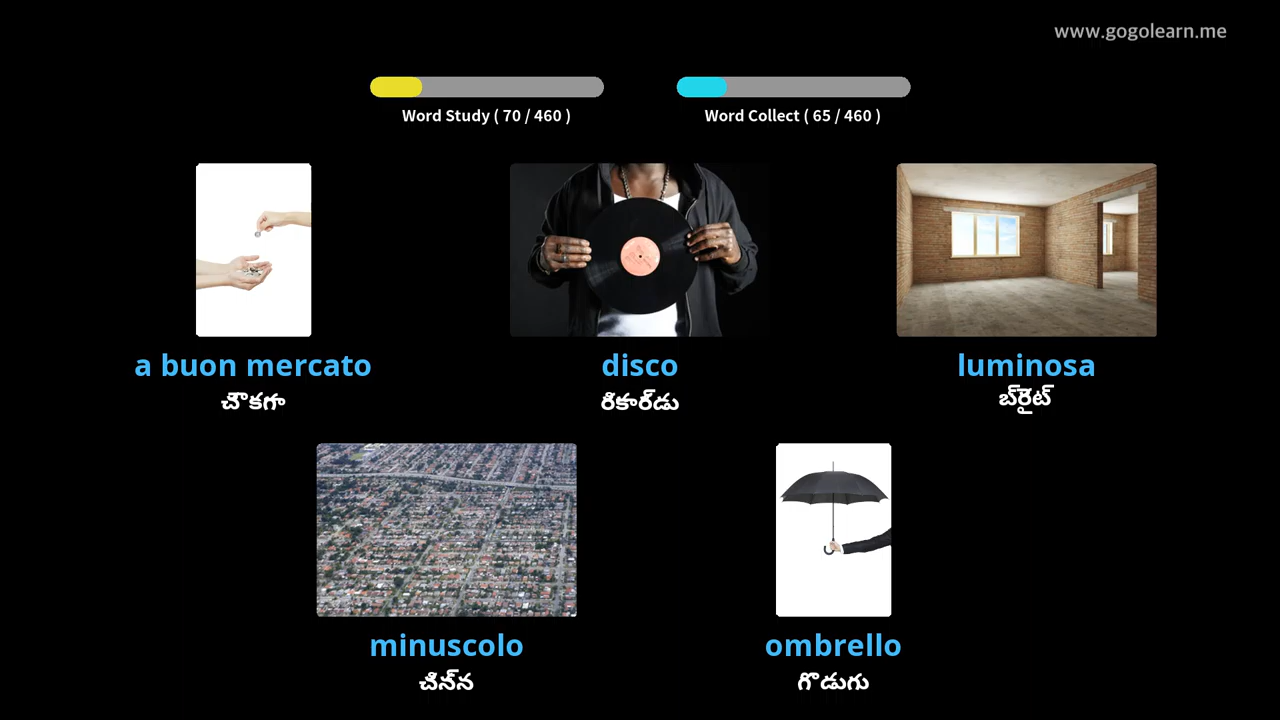 www.gogolearn.me
Word Study ( 70 / 460 )
Word Collect ( 65 / 460 )
a buon mercato
disco
luminosa
చౌకగా
రికార్‌డు
బ్‌రైట్
minuscolo
ombrello
చిన్‌న
గొడుగు